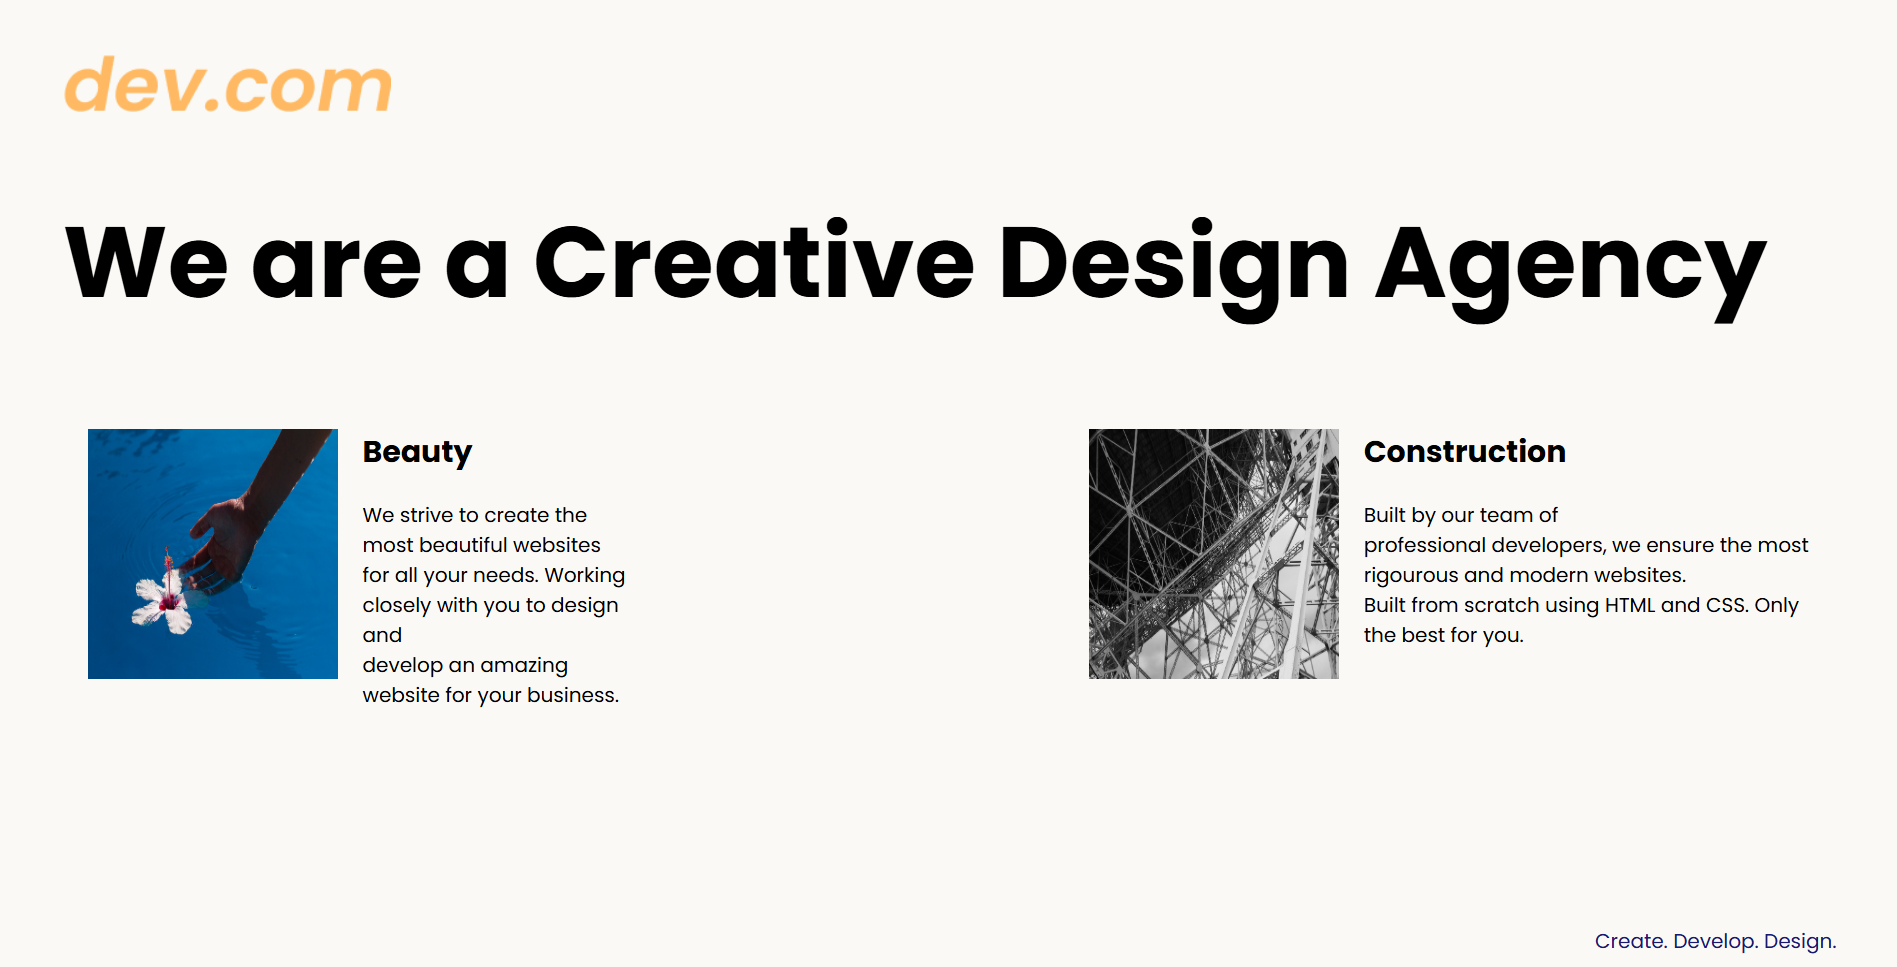 dev.com
We are a Creative Design Agency
Beauty
We strive to create the
most beautiful websites
for all your needs. Working
closely with you to design
and
develop an amazing
website for your business.
Construction
Built by our team of
professional developers, we ensure the most
rigourous and modern websites.
Built from scratch using HTML and CSS. Only
the best for you.
Create. Develop. Design.